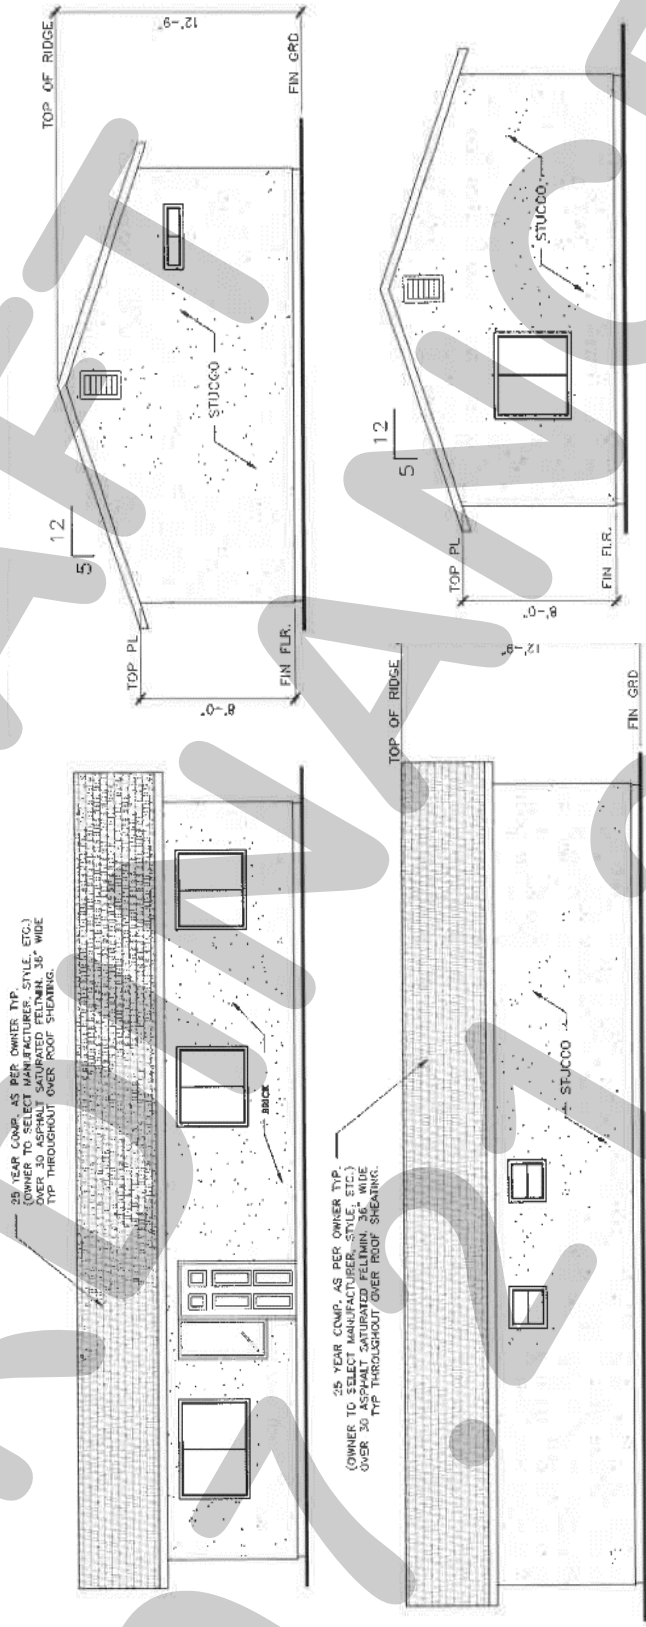 25 YEAR COMP. AS PER OWNER TYP.
(OWNER TO SELECT MANUFACTURER, STYLE, ETC.)
OVER 30 ASPHALT SATURATED FELTMIN. 36" WIDE
TYP THROUGHOUT OVER ROOF SHEATING.
BRICK
TOP OF RIDGE
12'-9"
FIN GRD
12
5
STUCCO
TOP PL
8'-0"
FIN FLR.
25 YEAR COMP. AS PER OWNER TYP.
(OWNER TO SELECT MANUFACTURER, STYLE, ETC.)
OVER 30 ASPHALT SATURATED FELTMIN. 36" WIDE
TYP THROUGHOUT OVER ROOF SHEATING.
STUCCO
TOP OF RIDGE
12'-9"
FIN GRD
12
5
STUCCO
TOP PL
8'-0"
FIN FLR.